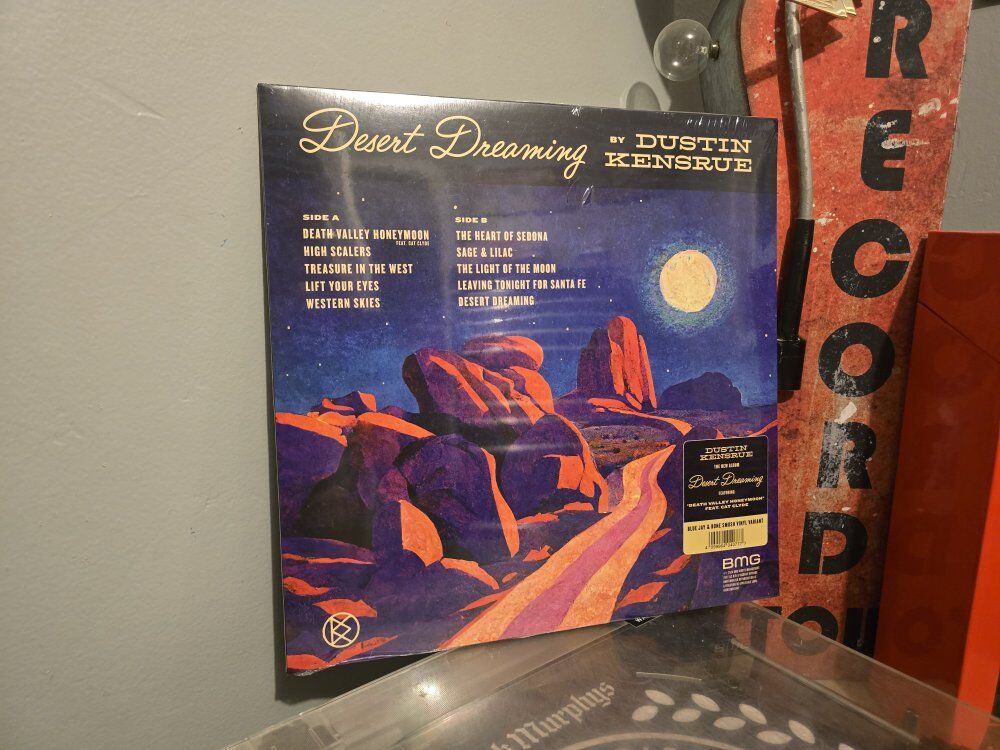 Desert Dreaming
BY DUSTIN
KENSRUE
SIDE A
DEATH VALLEY HONEYMOON
FEAT. CAT CLYDE
HIGH SCALERS
TREASURE IN THE WEST
LIFT YOUR EYES
WESTERN SKIES
SIDE B
THE HEART OF SEDONA
SAGE & LILAC
THE LIGHT OF THE MOON
LEAVING TONIGHT FOR SANTA FE
DESERT DREAMING
DUSTIN
KENSRUE
THE NEW ALBUM
Desert Dreaming
FEATURING
"DEATH VALLEY HONEYMOON"
FEAT. CAT CLYDE
BLUE JAY & BONE SMUSH VINYL VARIANT
BMG
RECORD
Murphys